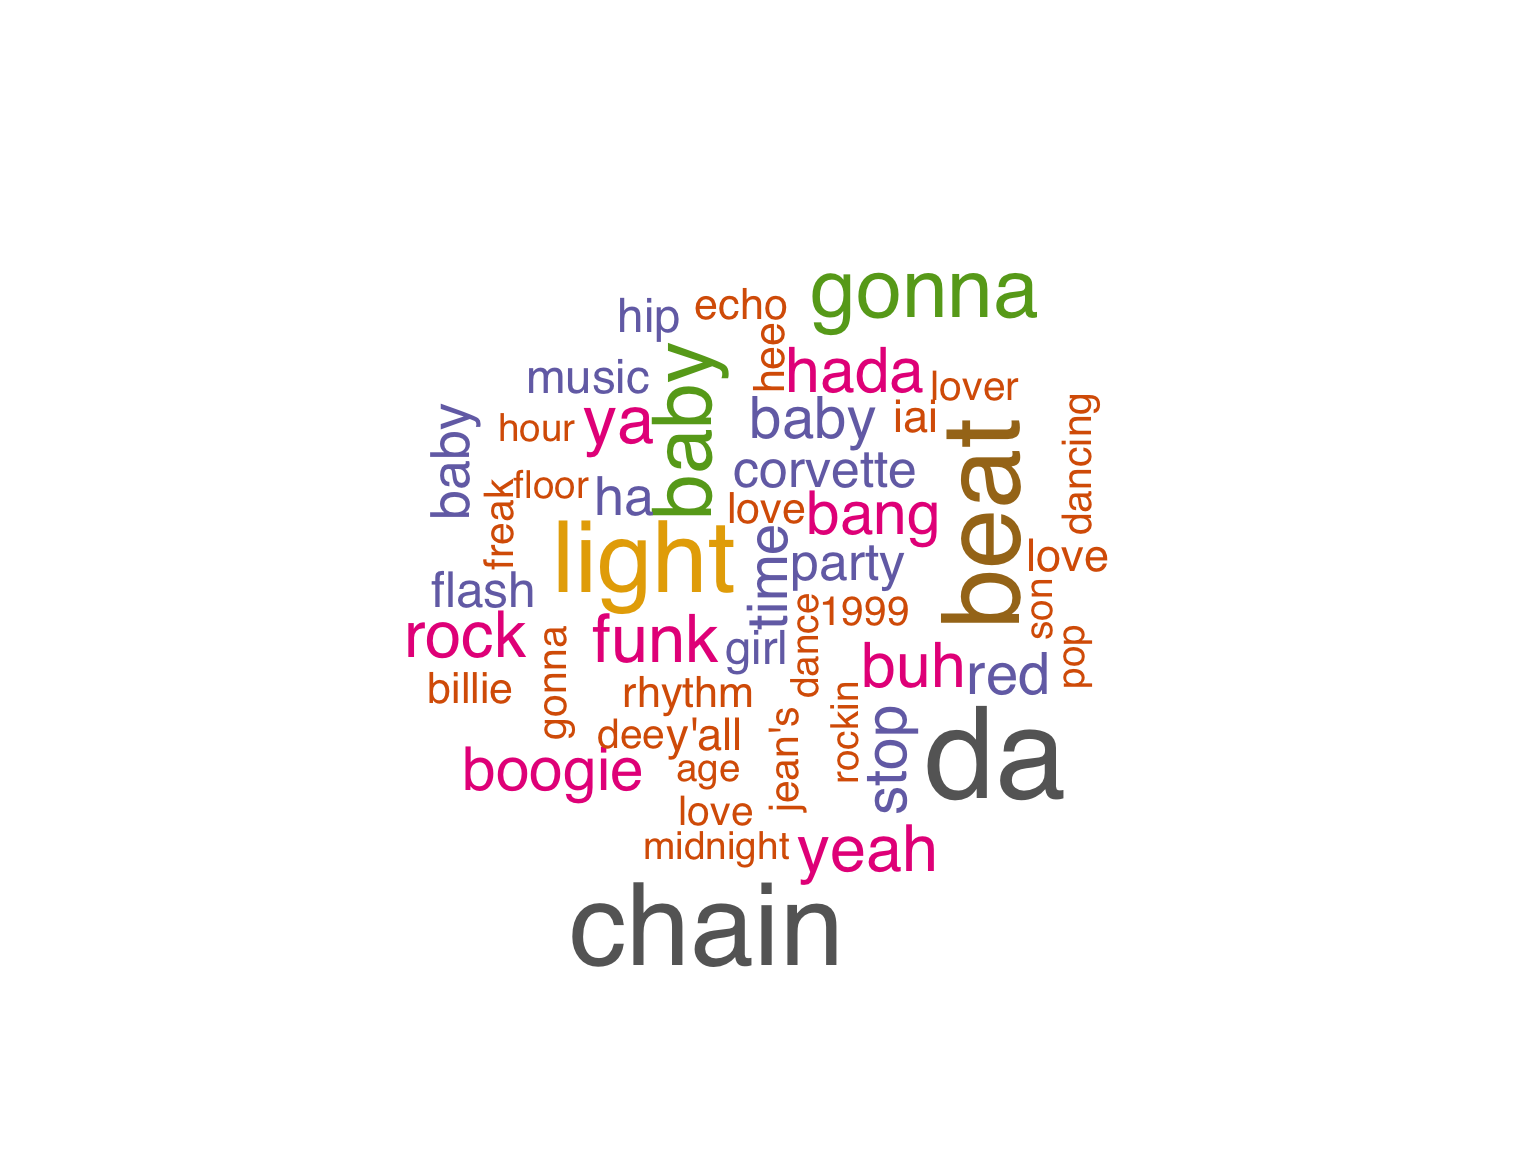 gonna
echo
hip
hee
hada
baby
music
lover
dancing
ya
baby
iai
baby
hour
beat
corvette
floor
ha
freak
love
bang
light
time
party
love
flash
1999
son
dance
rock
funk
girl
pop
gonna
buh
red
billie
rhythm
rockin
dee
y'all
jean's
stop
da
boogie
age
love
midnight
yeah
chain